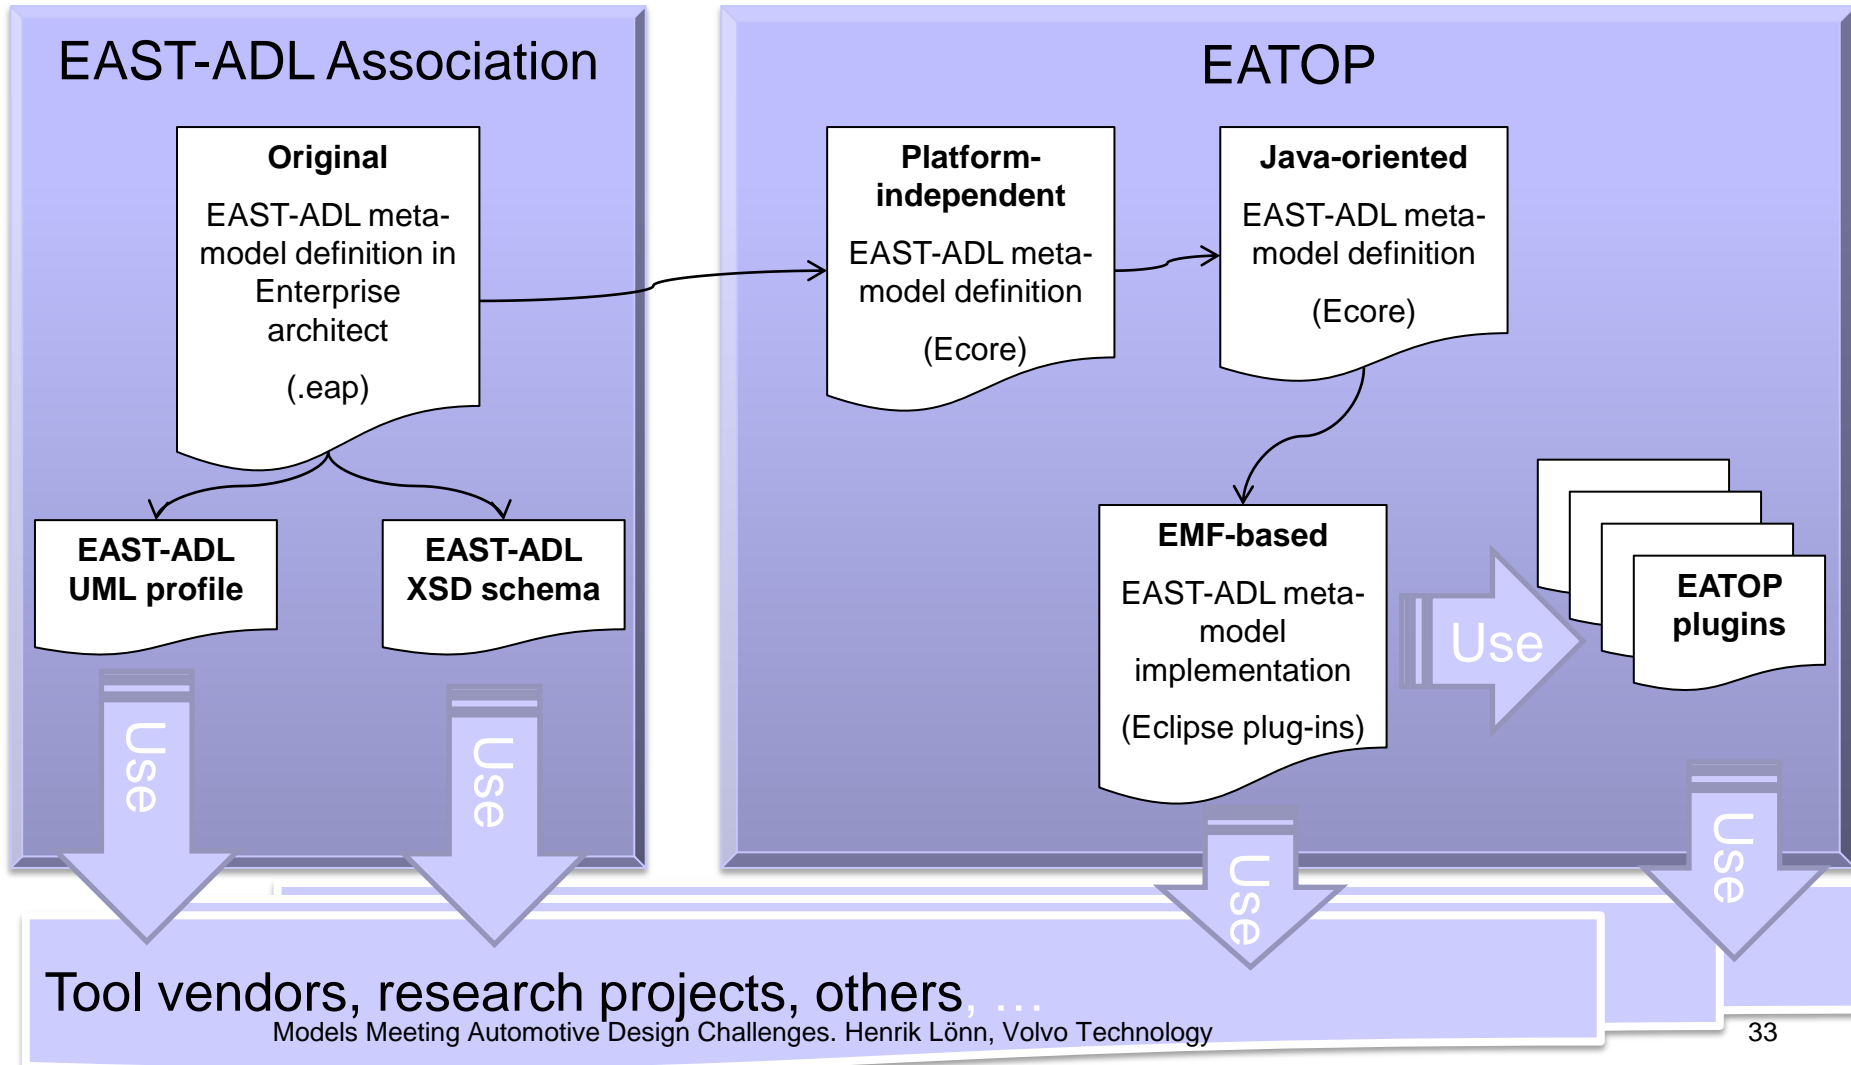 EAST-ADL Association
Original
EAST-ADL meta-
model definition in
Enterprise
architect
(.eap)
EAST-ADL
UML profile
EAST-ADL
XSD schema
Use
Use
EATOP
Platform-
independent
EAST-ADL meta-
model definition
(Ecore)
Java-oriented
EAST-ADL meta-
model definition
(Ecore)
EMF-based
EAST-ADL meta-
model
implementation
(Eclipse plug-ins)
Use
EATOP
plugins
Use
Use
Tool vendors, research projects, others, ...
Models Meeting Automotive Design Challenges. Henrik Lönn, Volvo Technology
33